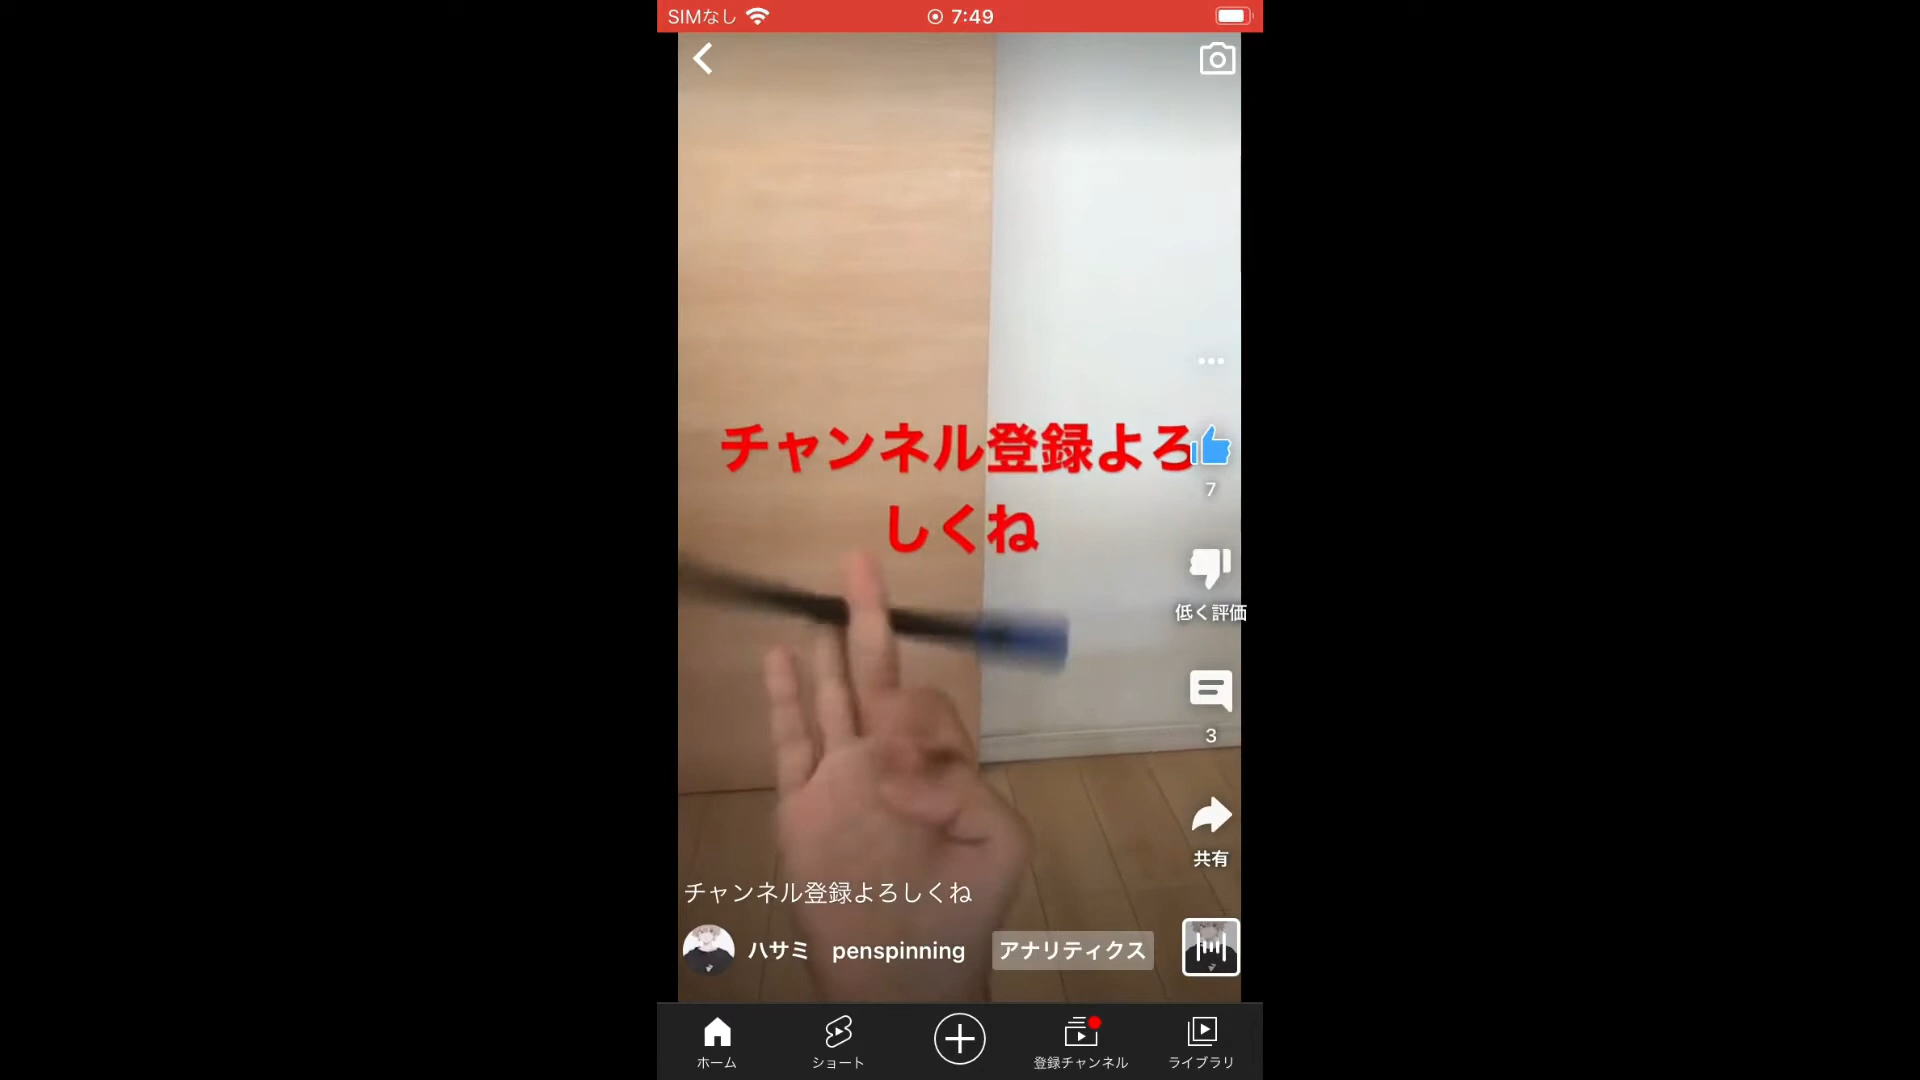 SIMなし
7:49
チャンネル登録よろ
しくね
7
低く評価
3
共有
チャンネル登録よろしくね
ハサミ penspinning
アナリティクス
ホーム
ショート
登録チャンネル
ライブラリ